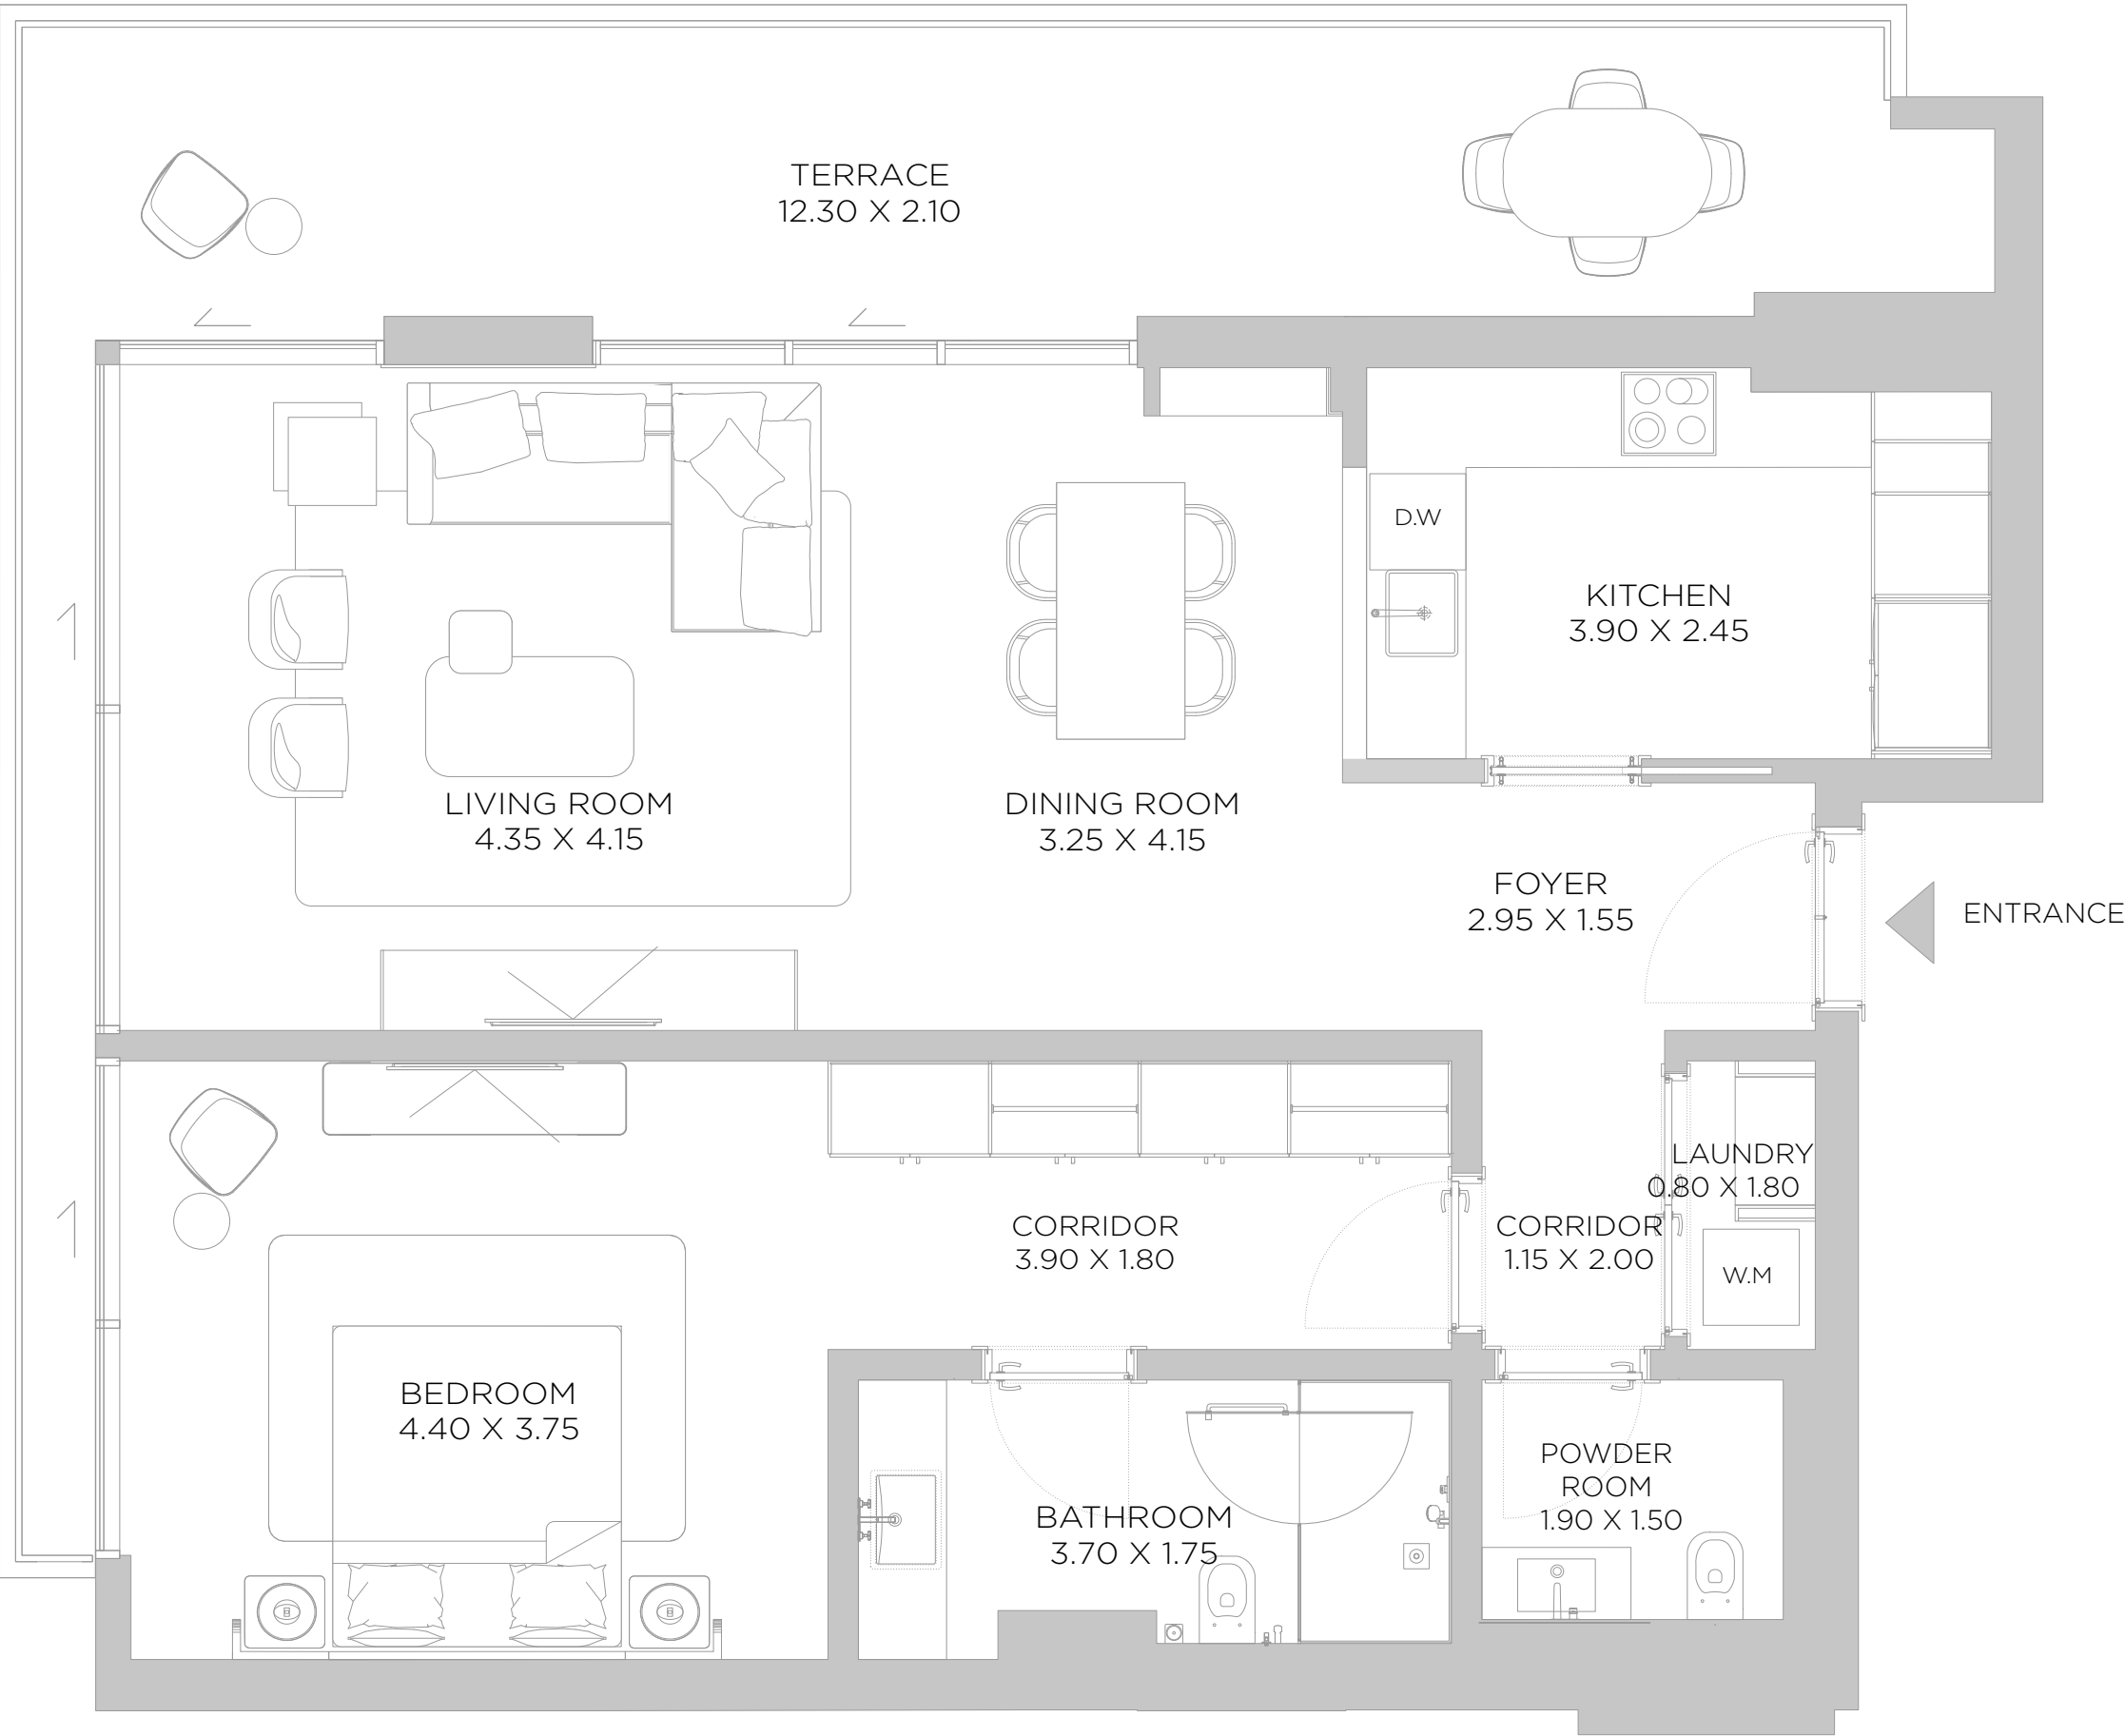 TERRACE
12.30 X 2.10
D.W
KITCHEN
3.90 X 2.45
LIVING ROOM
4.35 X 4.15
DINING ROOM
3.25 X 4.15
FOYER
2.95 X 1.55
ENTRANCE
LAUNDRY
0.80 X 1.80
CORRIDOR
3.90 X 1.80
CORRIDOR
1.15 X 2.00
W.M
BEDROOM
4.40 X 3.75
BATHROOM
3.70 X 1.75
POWDER
ROOM
1.90 X 1.50